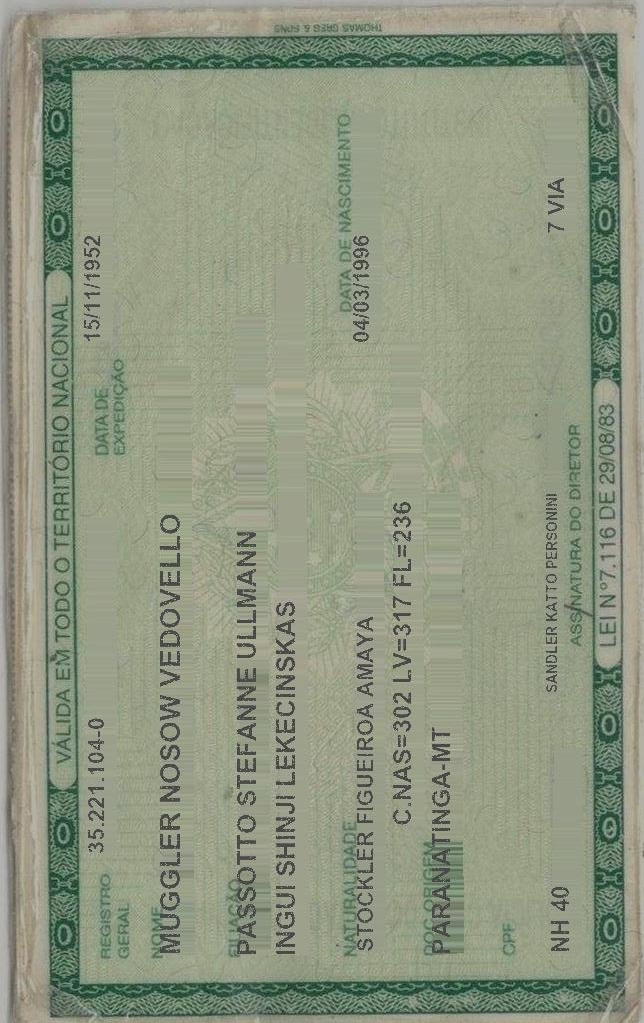 VÁLIDA EM TODO O TERRITÓRIO NACIONAL
REGISTRO GERAL 35.221.104-0 DATA DE EXPEDIÇÃO 15/11/1952
NOME
MUGGLER NOSOW VEDOVELLO
FILIAÇÃO
PASSOTTO STEFANNE ULLMANN
INGUI SHINJI LEKECINSKAS
NATURALIDADE DATA DE NASCIMENTO
STOCKLER FIGUEIROA AMAYA 04/03/1996
DOC ORIGEM C.NAS=302 LV=317 FL=236
PARANATINGA-MT
CPF
NH 40 SANDLER KATTO PERSONINI 7 VIA
ASSINATURA DO DIRETOR
LEI Nº 7.116 DE 29/08/83
THOMAS GREG & SONS